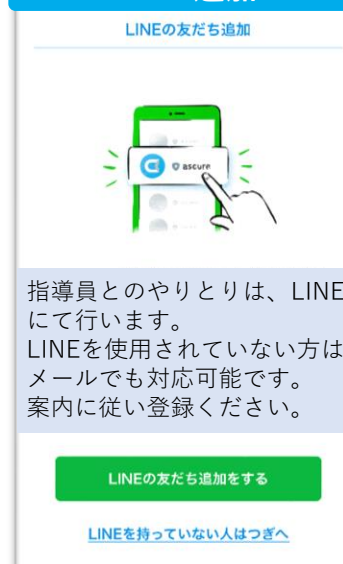 LINEの友だち追加
ascure
指導員とのやりとりは、LINE
にて行います。
LINEを使用されていない方は
メールでも対応可能です。
案内に従い登録ください。
LINEの友だち追加をする
LINEを持っていない人はつぎへ